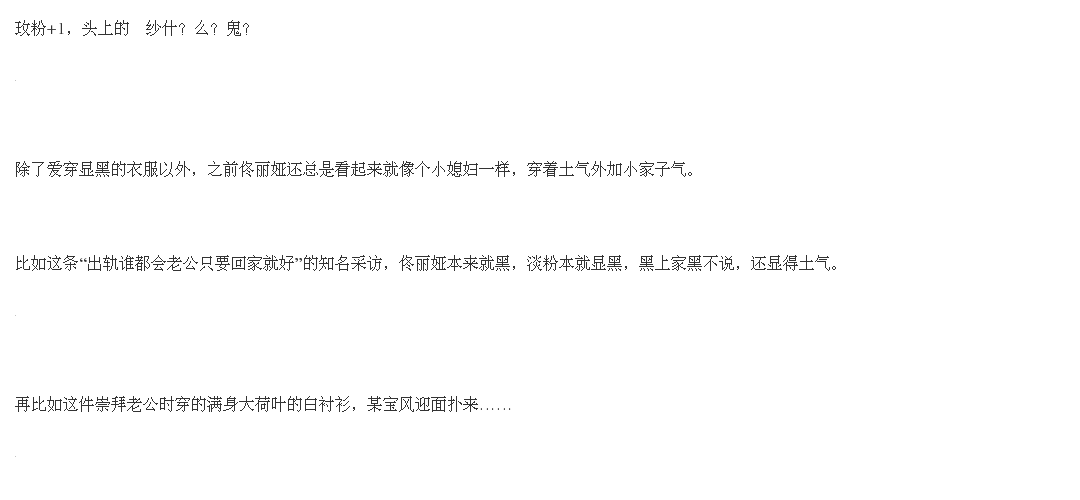 玫粉+1，头上的　纱什？么？鬼？
除了爱穿显黑的衣服以外，之前佟丽娅还总是看起来就像个小媳妇一样，穿着土气外加小家子气。
比如这条“出轨谁都会老公只要回家就好”的知名采访，佟丽娅本来就黑，淡粉本就显黑，黑上家黑不说，还显得土气。
再比如这件崇拜老公时穿的满身大荷叶的白衬衫，某宝风迎面扑来……